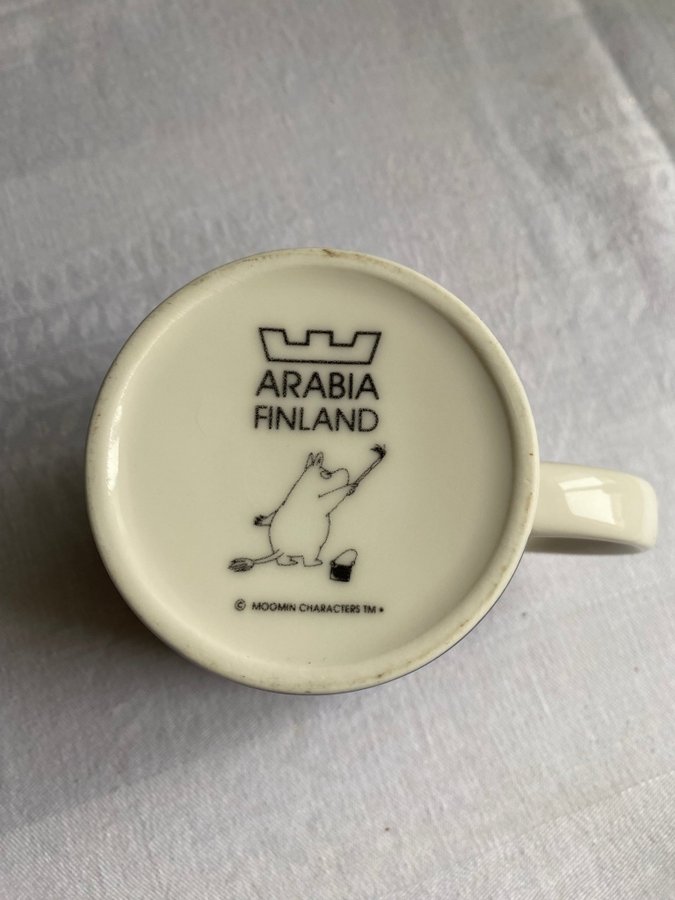 ARABIA
FINLAND
© MOOMIN CHARACTERS TM •